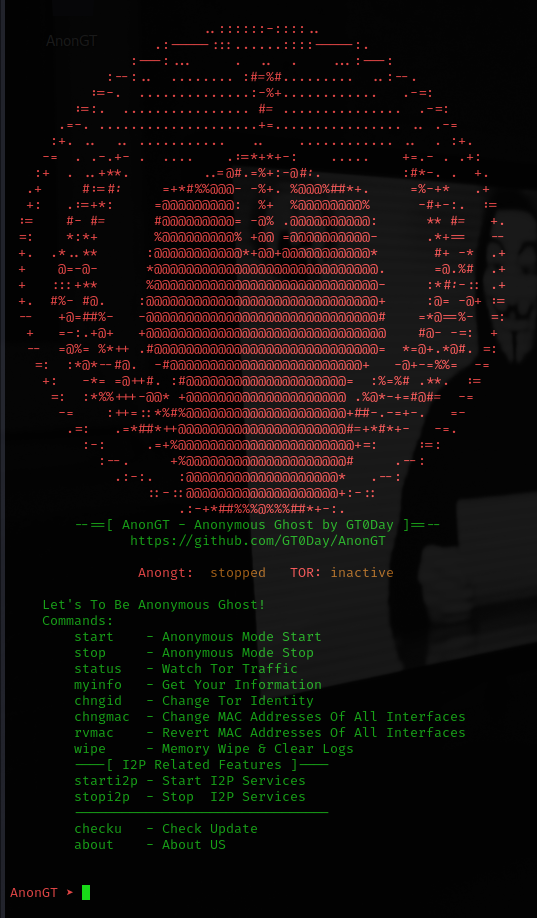 AnonGT
--==[ AnonGT - Anonymous Ghost by GT0Day ]==--
https://github.com/GT0Day/AnonGT
Anongt: stopped TOR: inactive
Let's To Be Anonymous Ghost!
Commands:
start - Anonymous Mode Start
stop - Anonymous Mode Stop
status - Watch Tor Traffic
myinfo - Get Your Information
chngid - Change Tor Identity
chngmac - Change MAC Addresses Of All Interfaces
rvmac - Revert MAC Addresses Of All Interfaces
wipe - Memory Wipe & Clear Logs
----[ I2P Related Features ]----
starti2p - Start I2P Services
stopi2p - Stop I2P Services
--------------------------------
checku - Check Update
about - About US
AnonGT ➤